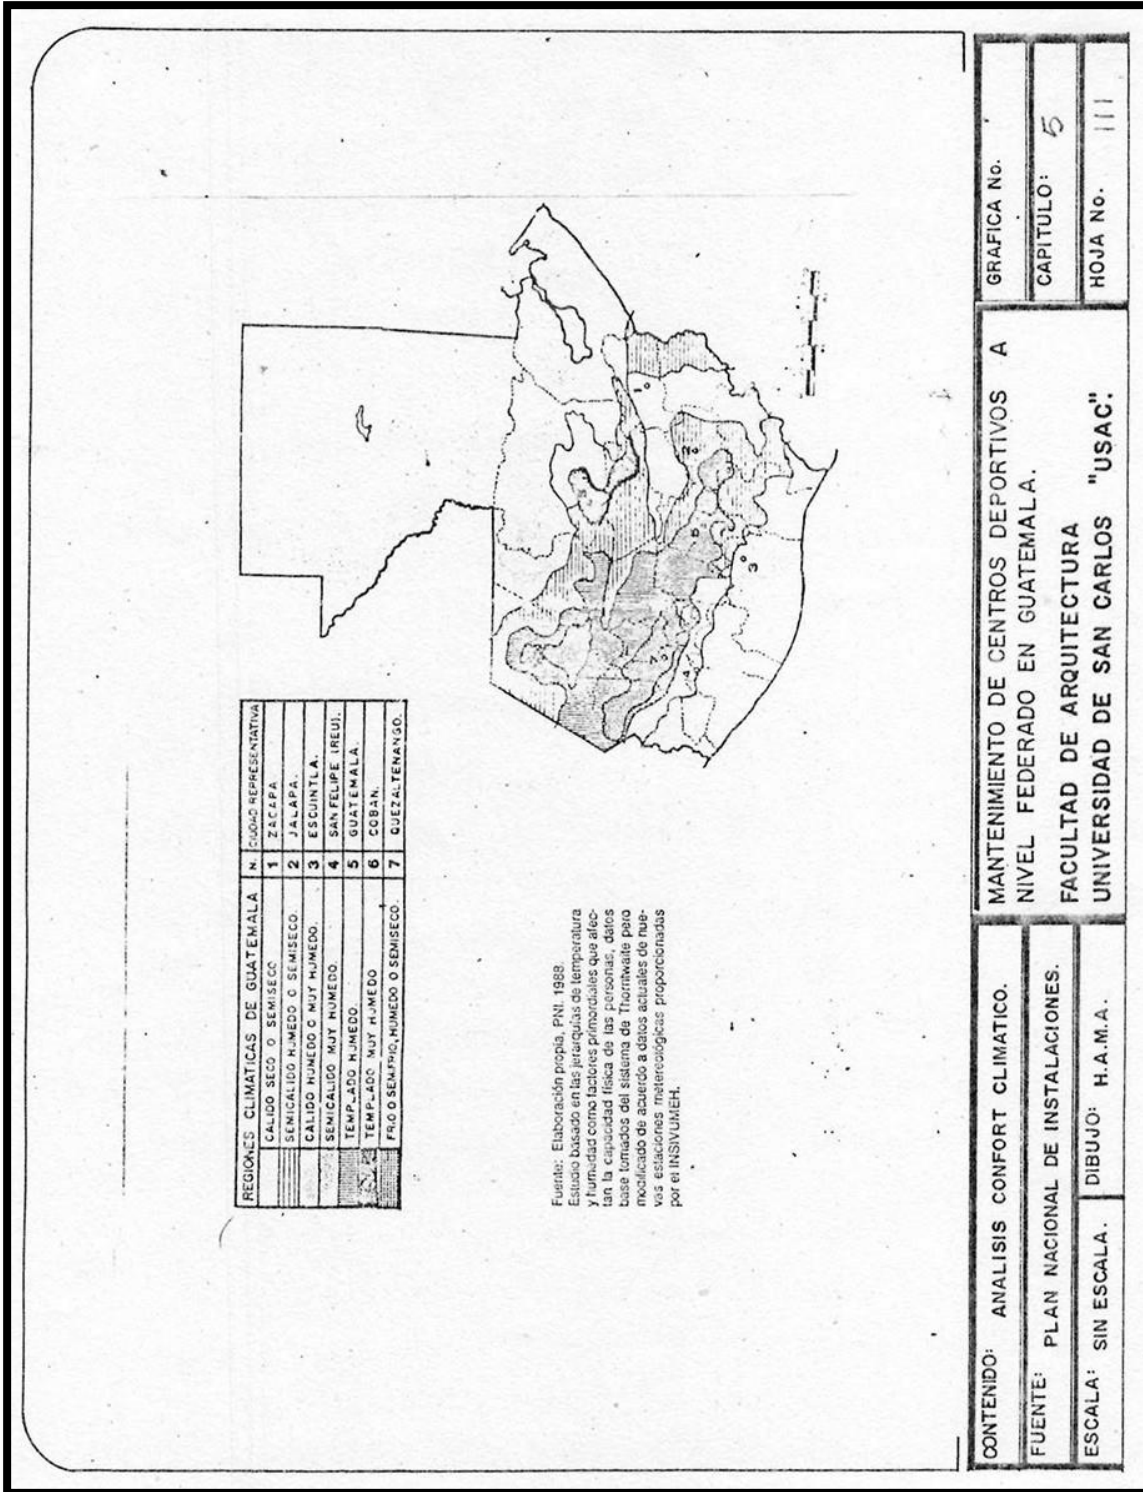 REGIONES CLIMATICAS DE GUATEMALA N. CIUDAD REPRESENTATIVA
CALIDO SECO O SEMISECO 1 ZACAPA
SEMICALIDO HUMEDO O SEMISECO. 2 JALAPA.
CALIDO HUMEDO O MUY HUMEDO. 3 ESCUINTLA.
SEMICALIDO MUY HUMEDO. 4 SAN FELIPE (REU).
TEMPLADO HUMEDO. 5 GUATEMALA.
TEMPLADO MUY HUMEDO 6 COBAN.
FRIO O SEMIFRIO, HUMEDO O SEMISECO. 7 QUEZALTENANGO.
1
2
3
4
Fuente: Elaboración propia, PNI. 1988.
Estudio basado en las jerarquías de temperatura
y humedad como factores primordiales que afec-
tan la capacidad física de las personas, datos
base tomados del sistema de Thorntwaite pero
modificado de acuerdo a datos actuales de nue-
vas estaciones metereológicas proporcionadas
por el INSIVUMEH.
CONTENIDO: ANALISIS CONFORT CLIMATICO.
FUENTE: PLAN NACIONAL DE INSTALACIONES.
ESCALA: SIN ESCALA. DIBUJO: H.A.M.A.
MANTENIMIENTO DE CENTROS DEPORTIVOS A
NIVEL FEDERADO EN GUATEMALA.
FACULTAD DE ARQUITECTURA
UNIVERSIDAD DE SAN CARLOS "USAC".
GRAFICA No.
CAPITULO: 5
HOJA No. 111